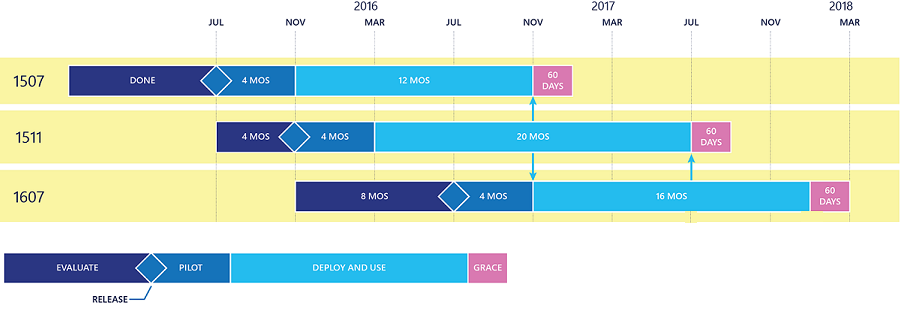 2016 2017 2018
JUL NOV MAR JUL NOV MAR JUL NOV MAR
1507 DONE 4 MOS 12 MOS 60 DAYS
1511 4 MOS 4 MOS 20 MOS 60 DAYS
1607 8 MOS 4 MOS 16 MOS 60 DAYS
EVALUATE PILOT DEPLOY AND USE GRACE
RELEASE